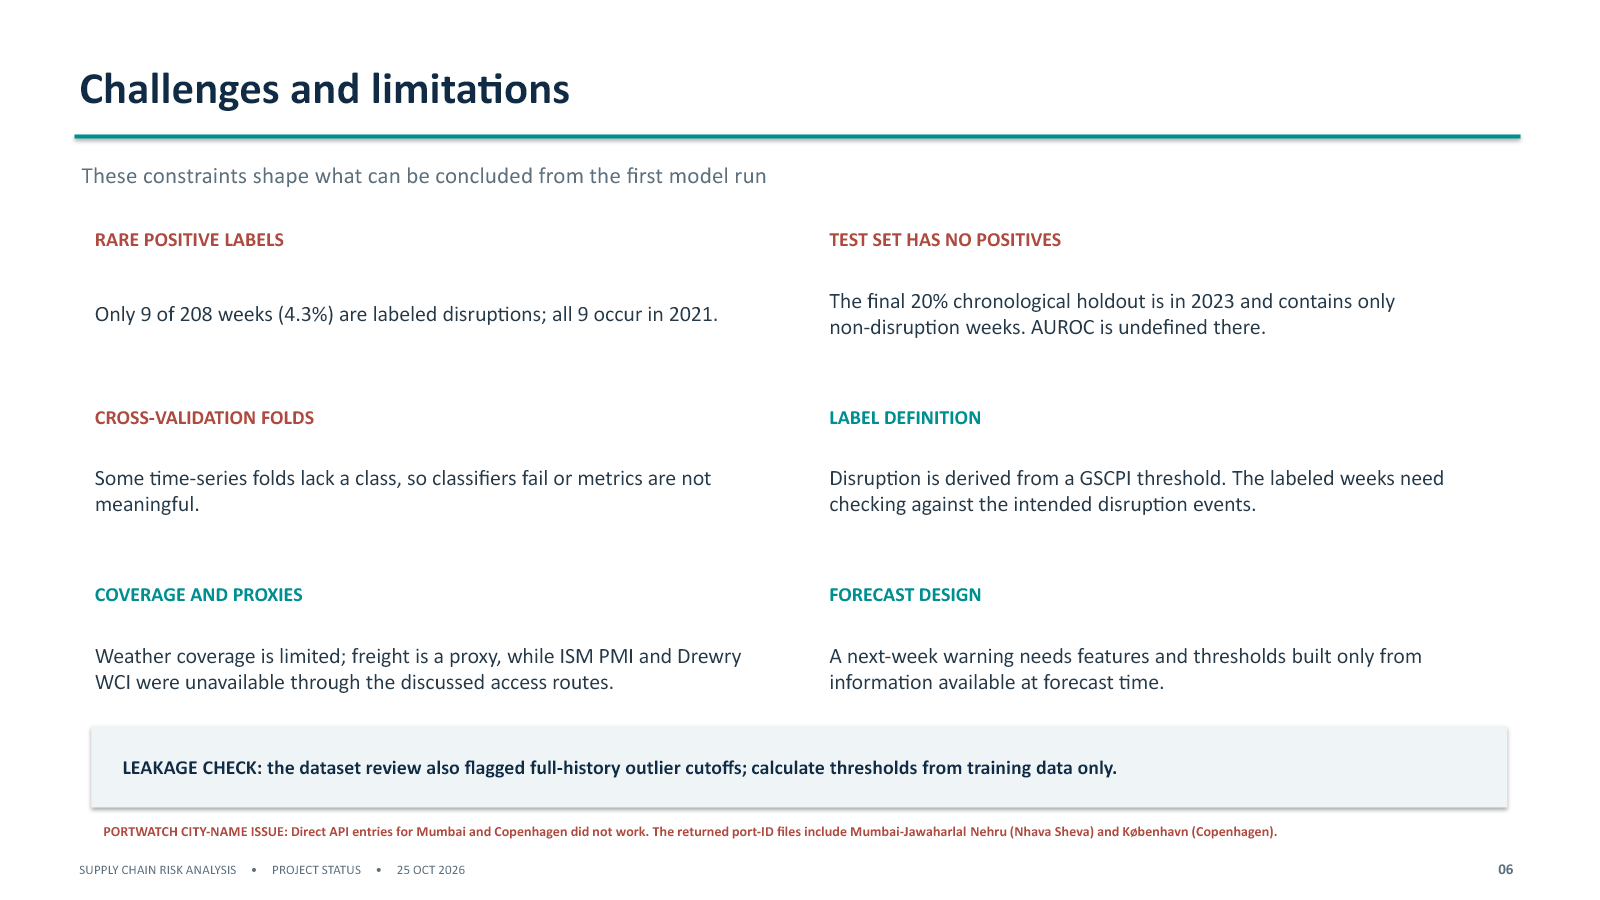 Challenges and limitations
These constraints shape what can be concluded from the first model run
RARE POSITIVE LABELS
Only 9 of 208 weeks (4.3%) are labeled disruptions; all 9 occur in 2021.
TEST SET HAS NO POSITIVES
The final 20% chronological holdout is in 2023 and contains only
non-disruption weeks. AUROC is undefined there.
CROSS-VALIDATION FOLDS
Some time-series folds lack a class, so classifiers fail or metrics are not
meaningful.
LABEL DEFINITION
Disruption is derived from a GSCPI threshold. The labeled weeks need
checking against the intended disruption events.
COVERAGE AND PROXIES
Weather coverage is limited; freight is a proxy, while ISM PMI and Drewry
WCI were unavailable through the discussed access routes.
FORECAST DESIGN
A next-week warning needs features and thresholds built only from
information available at forecast time.
LEAKAGE CHECK: the dataset review also flagged full-history outlier cutoffs; calculate thresholds from training data only.
PORTWATCH CITY-NAME ISSUE: Direct API entries for Mumbai and Copenhagen did not work. The returned port-ID files include Mumbai-Jawaharlal Nehru (Nhava Sheva) and København (Copenhagen).
SUPPLY CHAIN RISK ANALYSIS • PROJECT STATUS • 25 OCT 2026
06